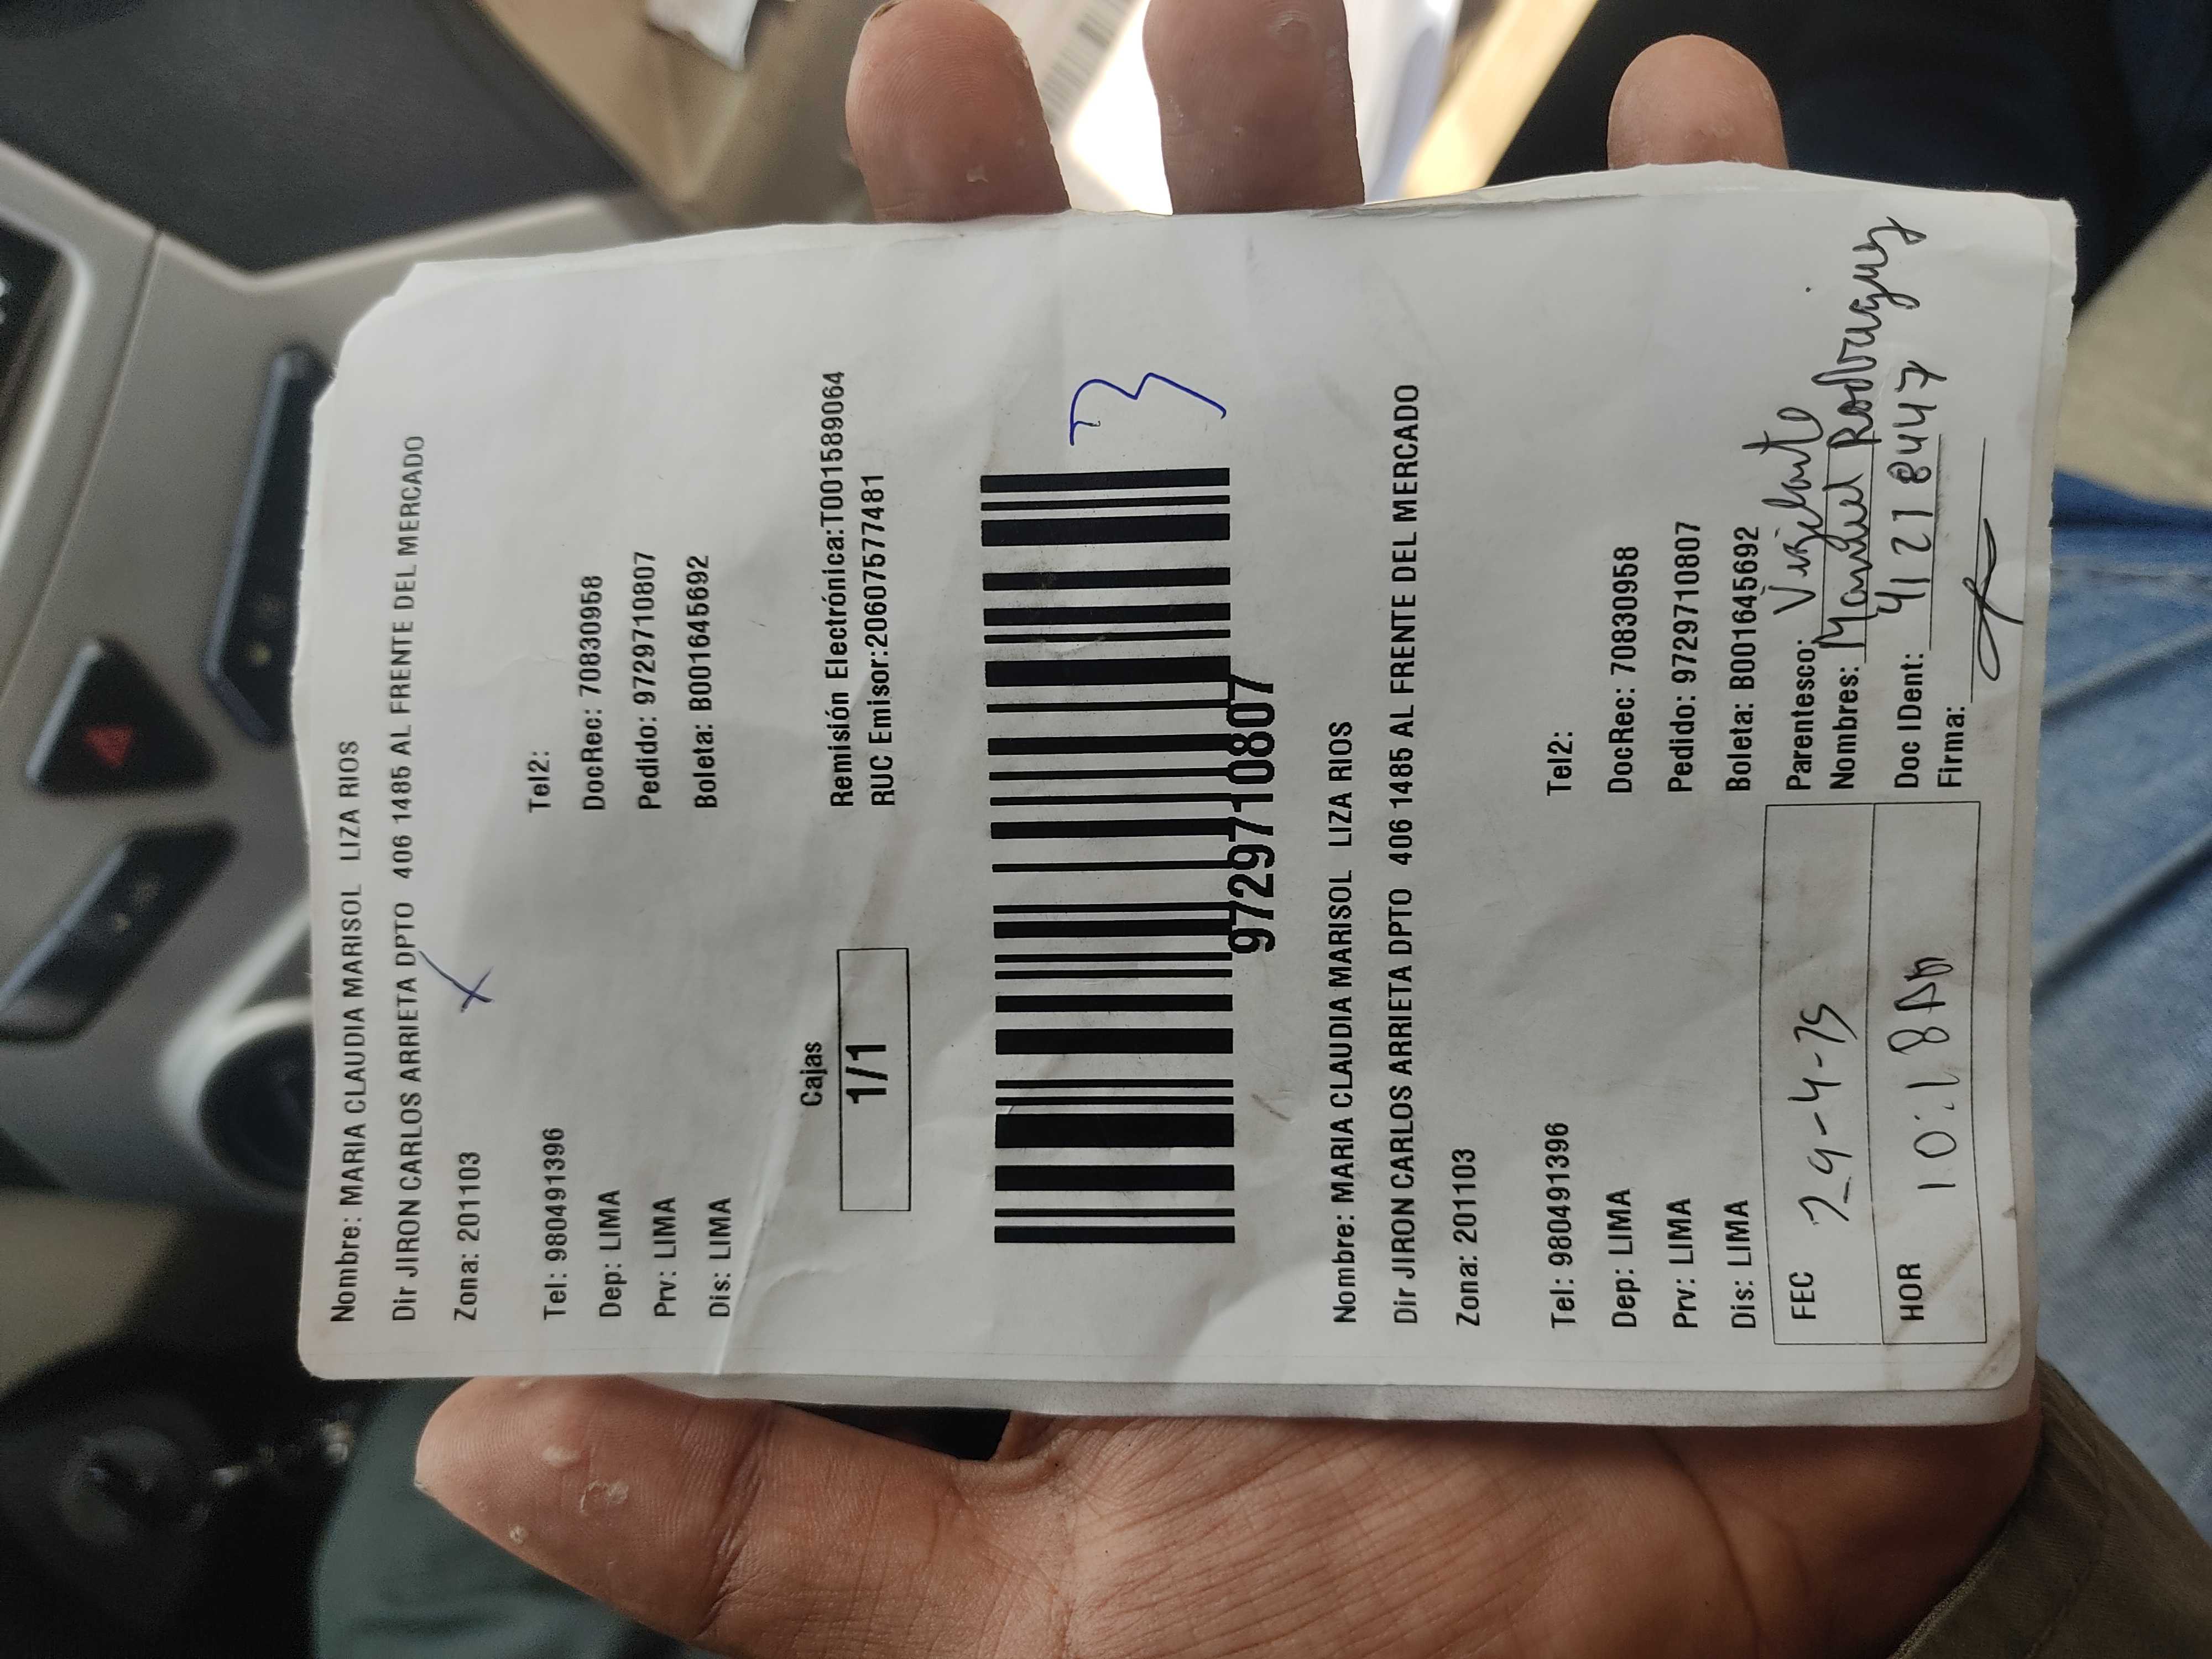 Nombre: MARIA CLAUDIA MARISOL LIZA RIOS
Dir JIRON CARLOS ARRIETA DPTO 406 1485 AL FRENTE DEL MERCADO
Zona: 201103
Tel: 980491396 Tel2:
Dep: LIMA DocRec: 70830958
Prv: LIMA Pedido: 9729710807
Dis: LIMA Boleta: B001645692
Cajas
1/1
Remisión Electrónica:T001589064
RUC Emisor:20607577481
9729710807
Nombre: MARIA CLAUDIA MARISOL LIZA RIOS
Dir JIRON CARLOS ARRIETA DPTO 406 1485 AL FRENTE DEL MERCADO
Zona: 201103
Tel: 980491396 Tel2:
Dep: LIMA DocRec: 70830958
Prv: LIMA Pedido: 9729710807
Dis: LIMA Boleta: B001645692
FEC Parentesco: Vigilante
Nombres: Manuel Rodriguez
HOR 10:18 AM Doc IDent: 41218447
Firma: